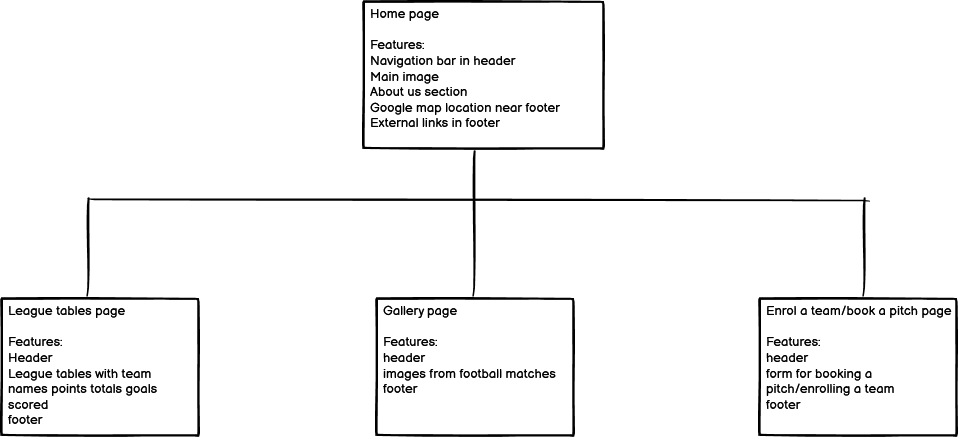 Home page
Features:
Navigation bar in header
Main image
About us section
Google map location near footer
External links in footer
League tables page
Features:
Header
League tables with team
names points totals goals
scored
footer
Gallery page
Features:
header
images from football matches
footer
Enrol a team/book a pitch page
Features:
header
form for booking a
pitch/enrolling a team
footer